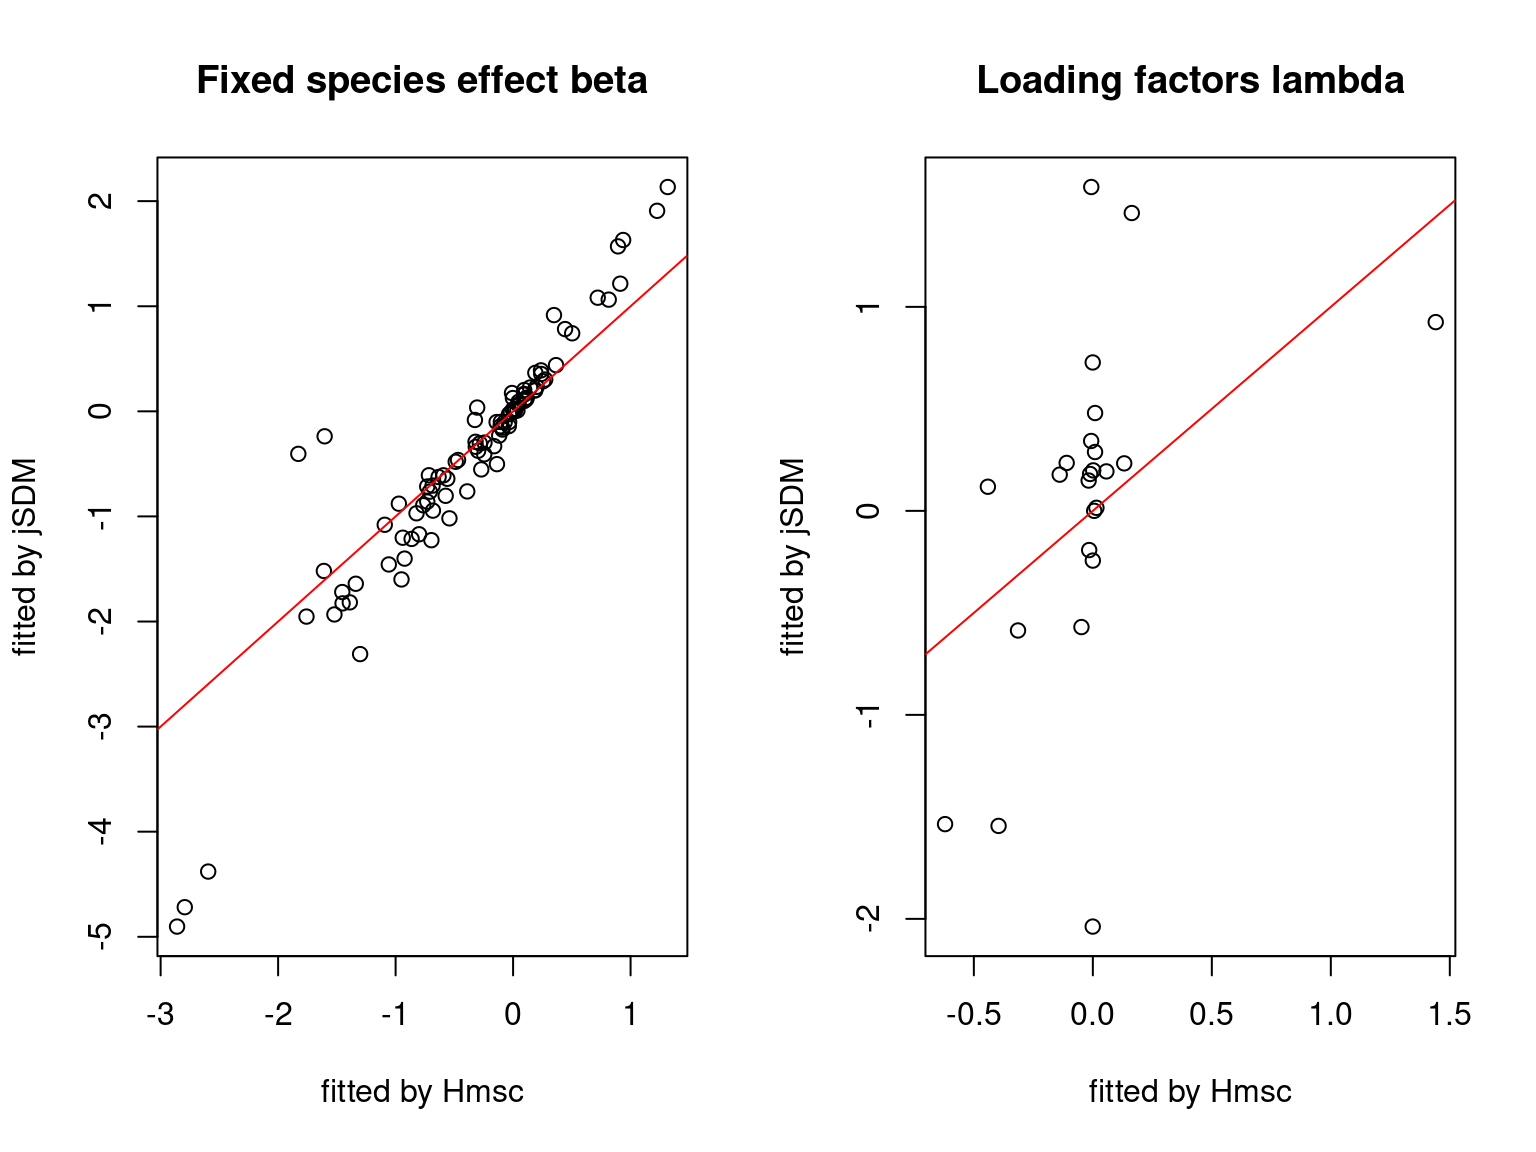 Fixed species effect beta
fitted by jSDM
2
1
0
-1
-2
-3
-4
-5
-3 -2 -1 0 1
fitted by Hmsc
Loading factors lambda
fitted by jSDM
1
0
-1
-2
-0.5 0.0 0.5 1.0 1.5
fitted by Hmsc